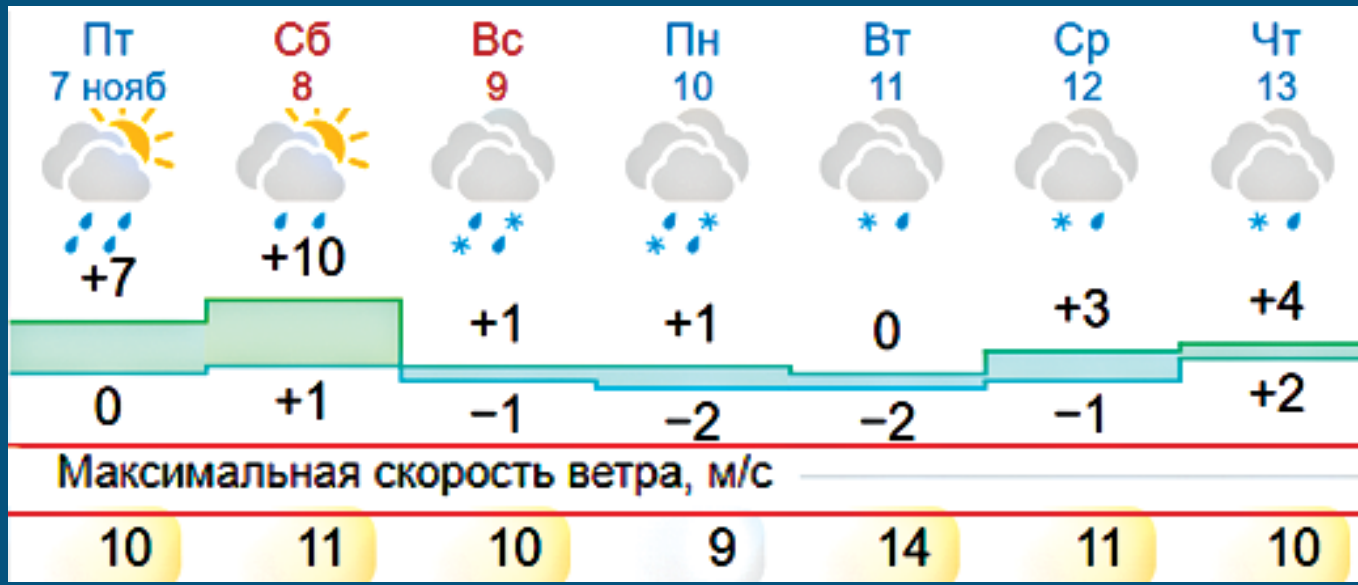 Пт Сб Вс Пн Вт Ср Чт
7 нояб 8 9 10 11 12 13
+7 +10 +1 +1 0 +3 +4
0 +1 −1 −2 −2 −1 +2
Максимальная скорость ветра, м/с
10 11 10 9 14 11 10